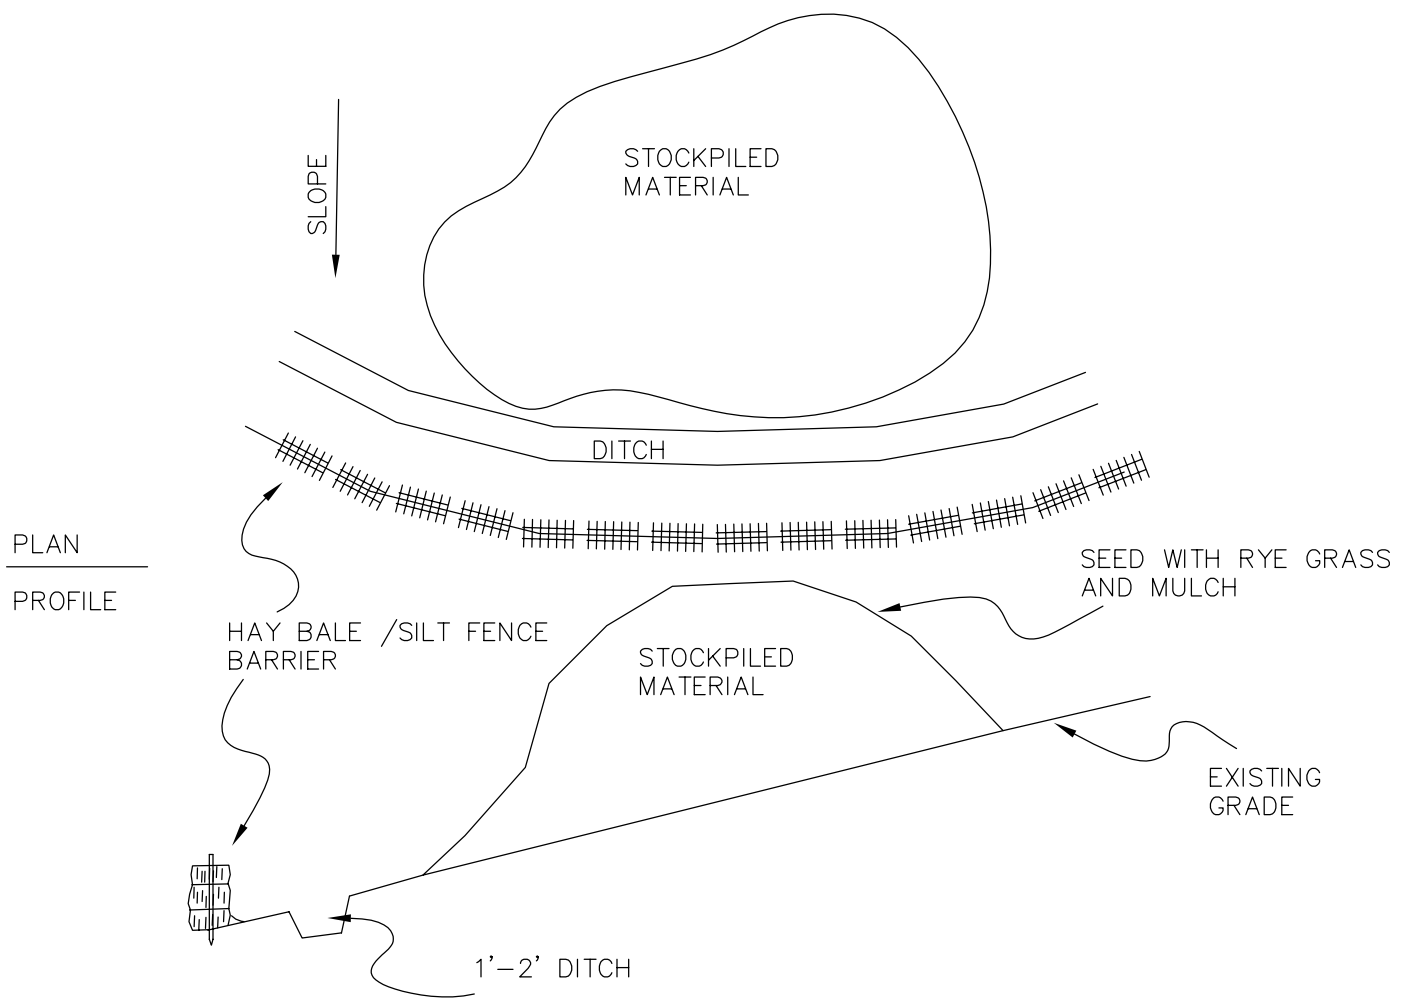 STOCKPILED
MATERIAL
SLOPE
DITCH
PLAN
PROFILE
SEED WITH RYE GRASS
AND MULCH
HAY BALE /SILT FENCE
BARRIER
STOCKPILED
MATERIAL
EXISTING
GRADE
1'-2' DITCH